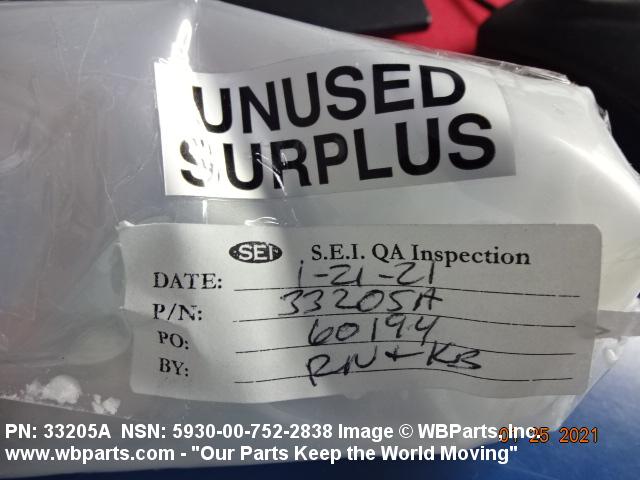 UNUSED
SURPLUS
SEI S.E.I. QA Inspection
DATE: 1-21-21
P/N: 33205A
PO: 60194
BY: RN + KB
PN: 33205A NSN: 5930-00-752-2838 Image © WBParts, Inc.
01 25 2021
www.wbparts.com - "Our Parts Keep the World Moving"